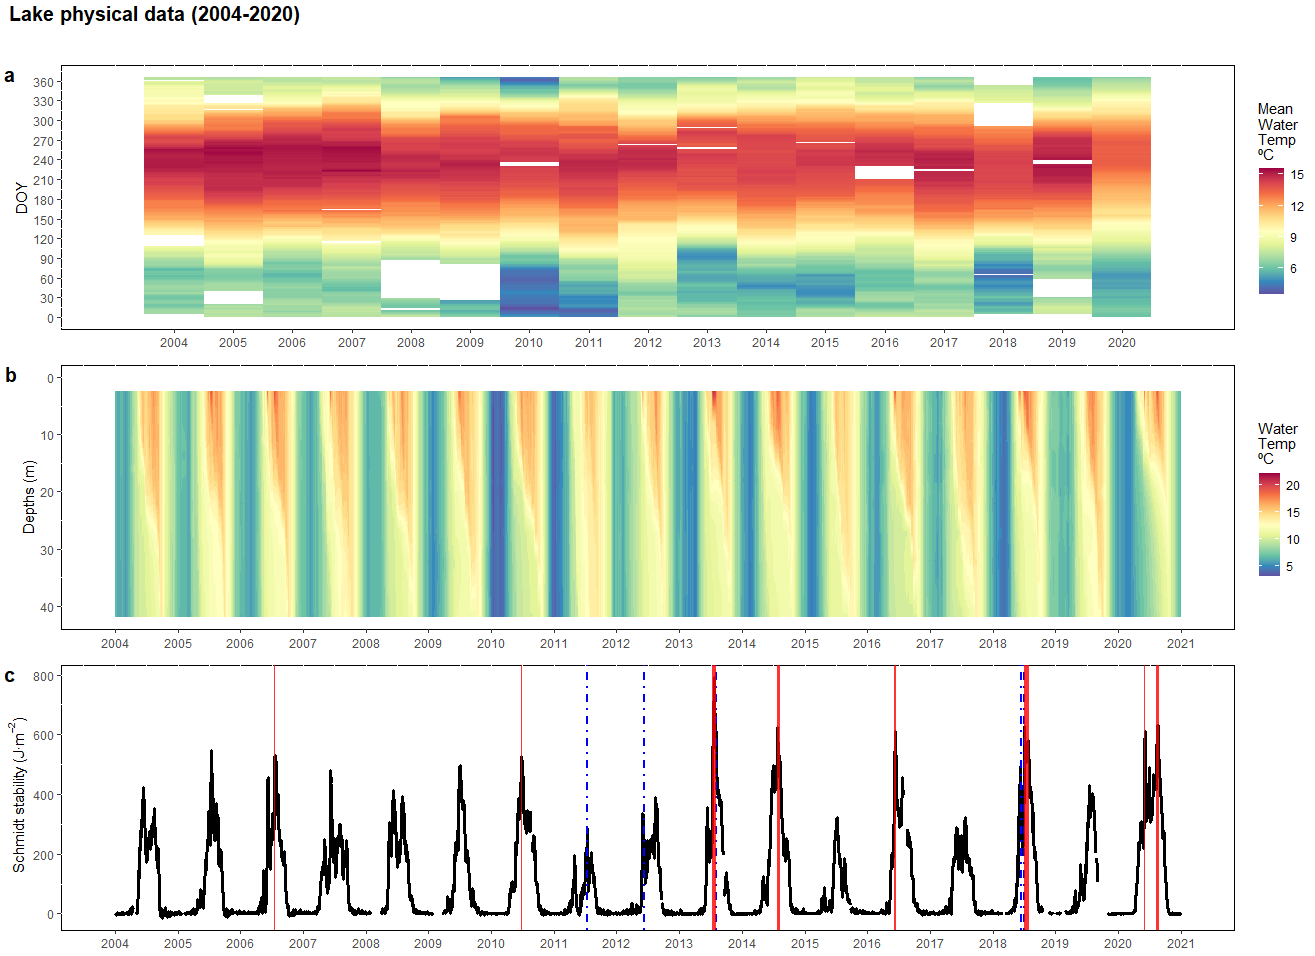 Lake physical data (2004-2020)
a
DOY
360
330
300
270
240
210
180
150
120
90
60
30
0
2004 2005 2006 2007 2008 2009 2010 2011 2012 2013 2014 2015 2016 2017 2018 2019 2020
Mean
Water
Temp
ºC
15
12
9
6
b
Depths (m)
0
10
20
30
40
2004 2005 2006 2007 2008 2009 2010 2011 2012 2013 2014 2015 2016 2017 2018 2019 2020 2021
Water
Temp
ºC
20
15
10
5
c
Schmidt stablity (J·m⁻²)
800
600
400
200
0
2004 2005 2006 2007 2008 2009 2010 2011 2012 2013 2014 2015 2016 2017 2018 2019 2020 2021